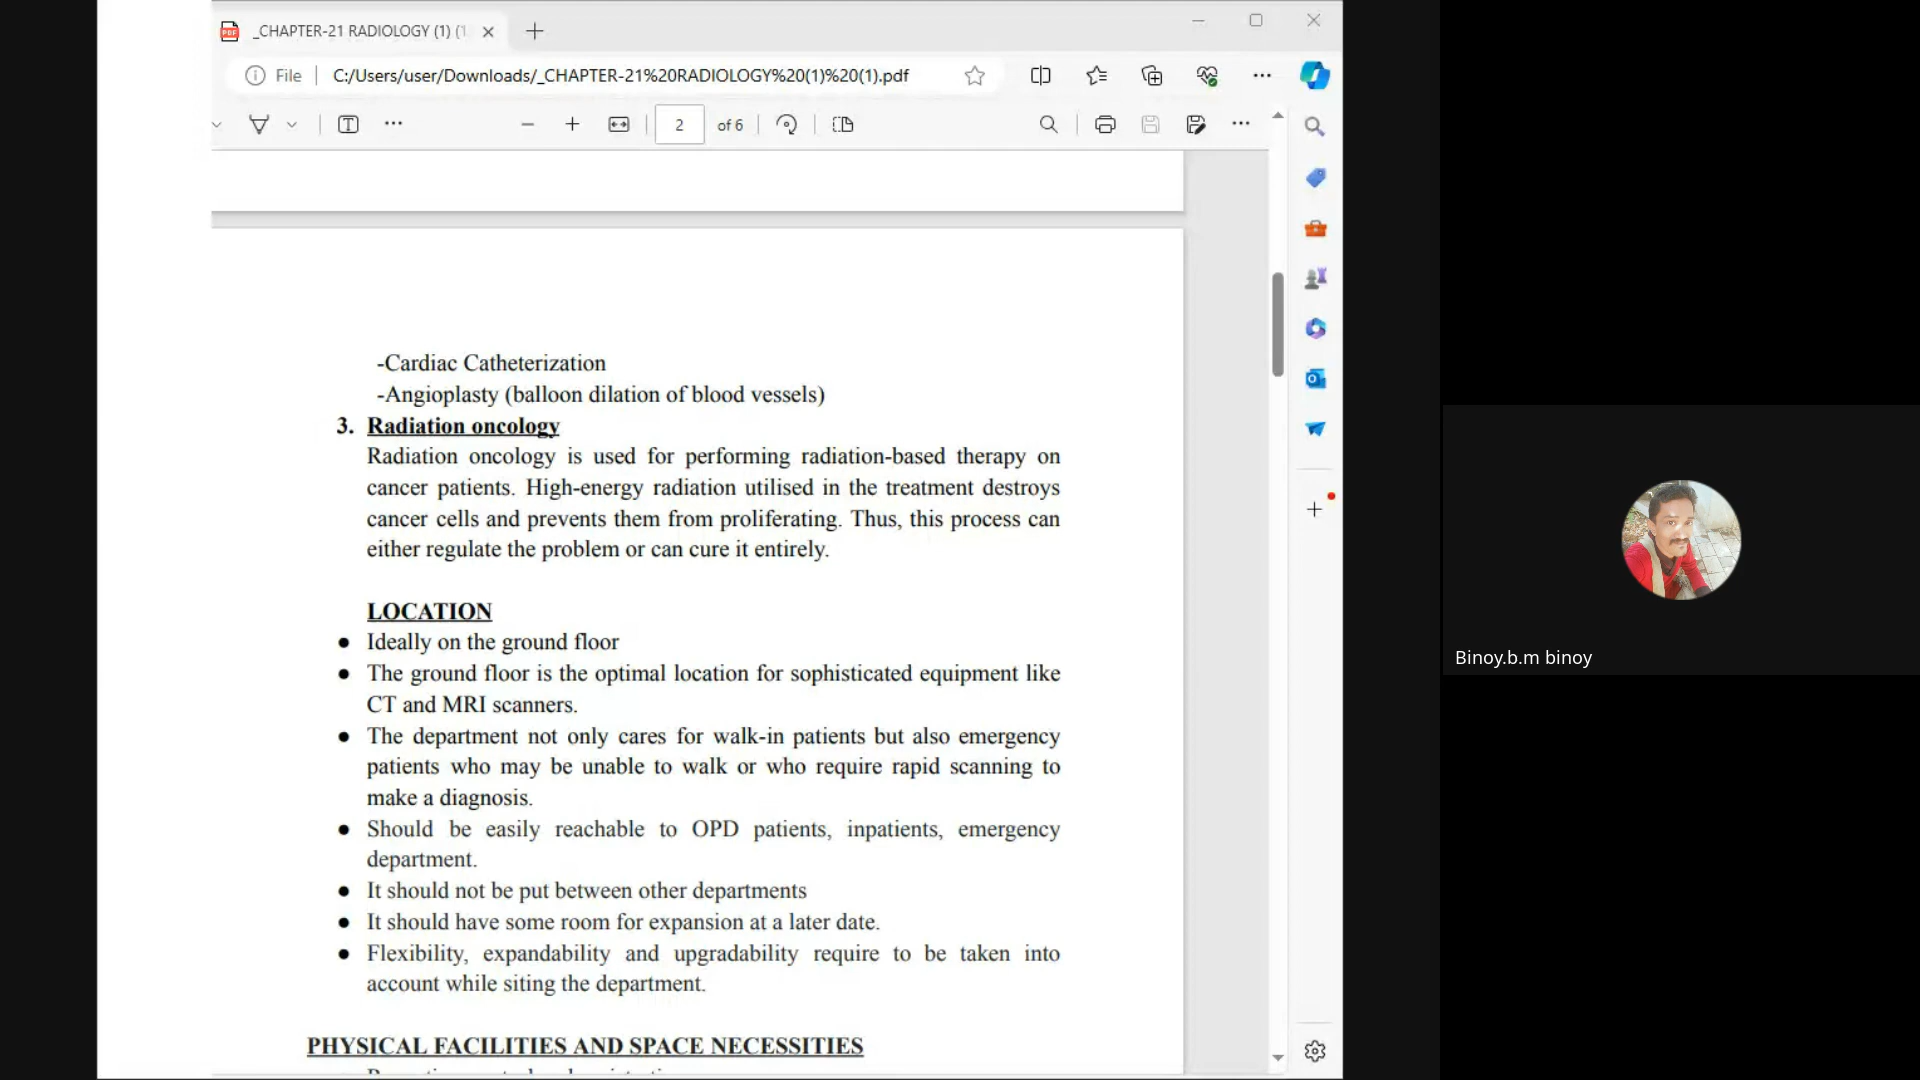 _CHAPTER-21 RADIOLOGY (1) (1
File
C:/Users/user/Downloads/_CHAPTER-21%20RADIOLOGY%20(1)%20(1).pdf
2 of 6
-Cardiac Catheterization
-Angioplasty (balloon dilation of blood vessels)
3. Radiation oncology
Radiation oncology is used for performing radiation-based therapy on
cancer patients. High-energy radiation utilised in the treatment destroys
cancer cells and prevents them from proliferating. Thus, this process can
either regulate the problem or can cure it entirely.
LOCATION
● Ideally on the ground floor
● The ground floor is the optimal location for sophisticated equipment like
CT and MRI scanners.
● The department not only cares for walk-in patients but also emergency
patients who may be unable to walk or who require rapid scanning to
make a diagnosis.
● Should be easily reachable to OPD patients, inpatients, emergency
department.
● It should not be put between other departments
● It should have some room for expansion at a later date.
● Flexibility, expandability and upgradability require to be taken into
account while siting the department.
PHYSICAL FACILITIES AND SPACE NECESSITIES
Binoy.b.m binoy